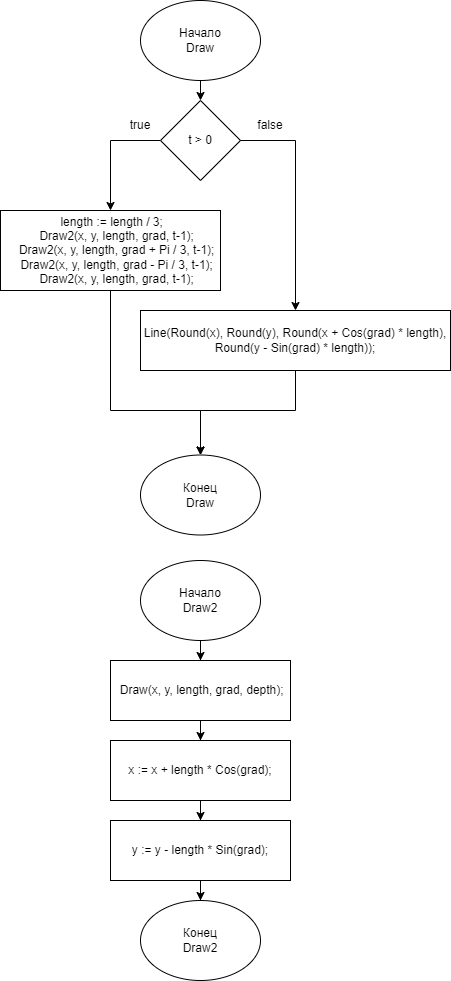 Начало
Draw
true
false
t > 0
length := length / 3;
Draw2(x, y, length, grad, t-1);
Draw2(x, y, length, grad + Pi / 3, t-1);
Draw2(x, y, length, grad - Pi / 3, t-1);
Draw2(x, y, length, grad, t-1);
Line(Round(x), Round(y), Round(x + Cos(grad) * length),
Round(y - Sin(grad) * length));
Конец
Draw
Начало
Draw2
Draw(x, y, length, grad, depth);
x := x + length * Cos(grad);
y := y - length * Sin(grad);
Конец
Draw2